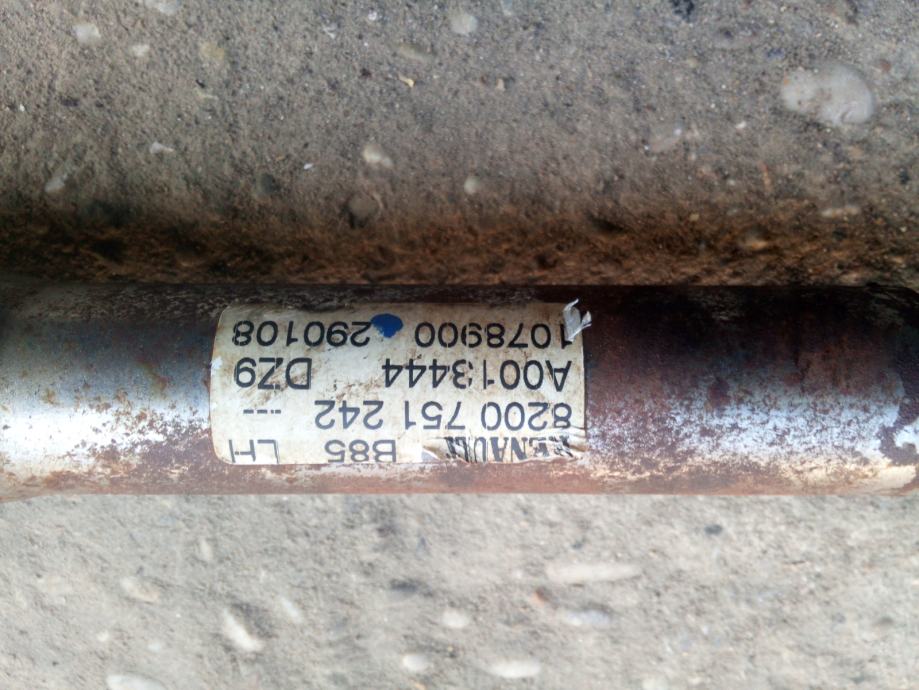 RENAULT B85 LH
8200 751 242 ---
A0013444 DZ9
1078900 290108